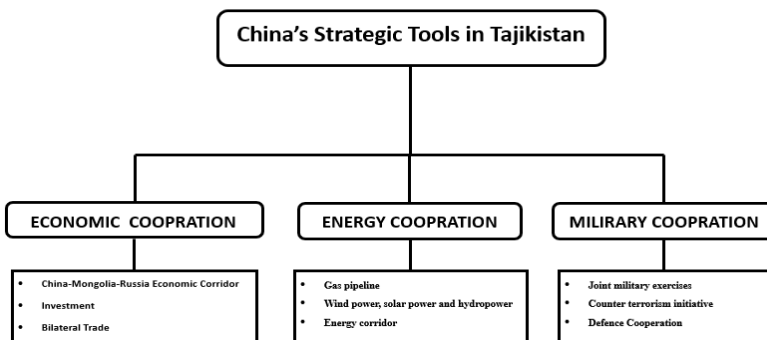 China’s Strategic Tools in Tajikistan
ECONOMIC COOPRATION
ENERGY COOPRATION
MILIRARY COOPRATION
• China-Mongolia-Russia Economic Corridor
• Investment
• Bilateral Trade
• Gas pipeline
• Wind power, solar power and hydropower
• Energy corridor
• Joint military exercises
• Counter terrorism initiative
• Defence Cooperation